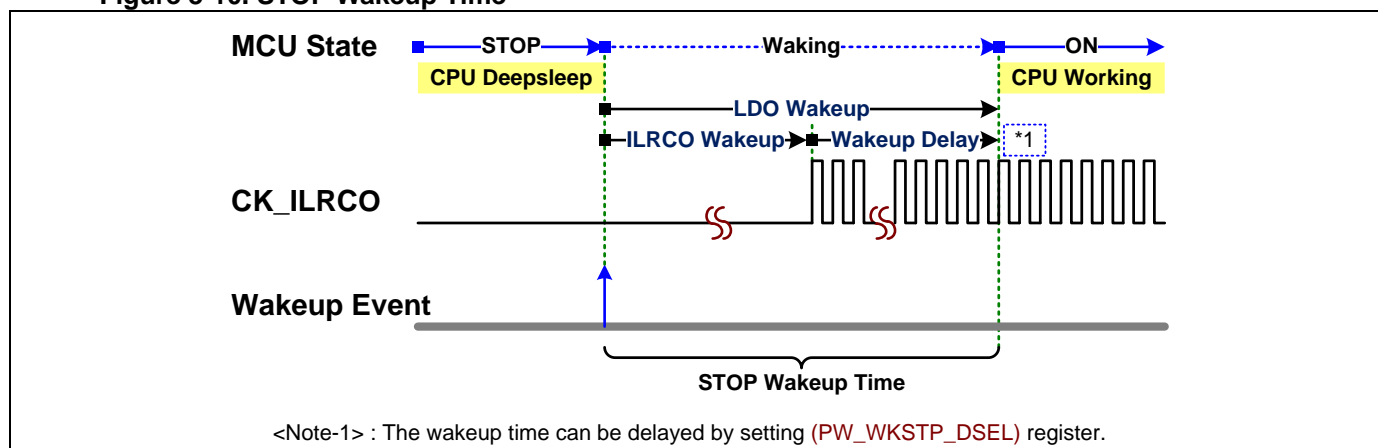 MCU State STOP Waking ON
CPU Deepsleep CPU Working
LDO Wakeup
ILRCO Wakeup Wakeup Delay *1
CK_ILRCO
Wakeup Event
STOP Wakeup Time
<Note-1> : The wakeup time can be delayed by setting (PW_WKSTP_DSEL) register.